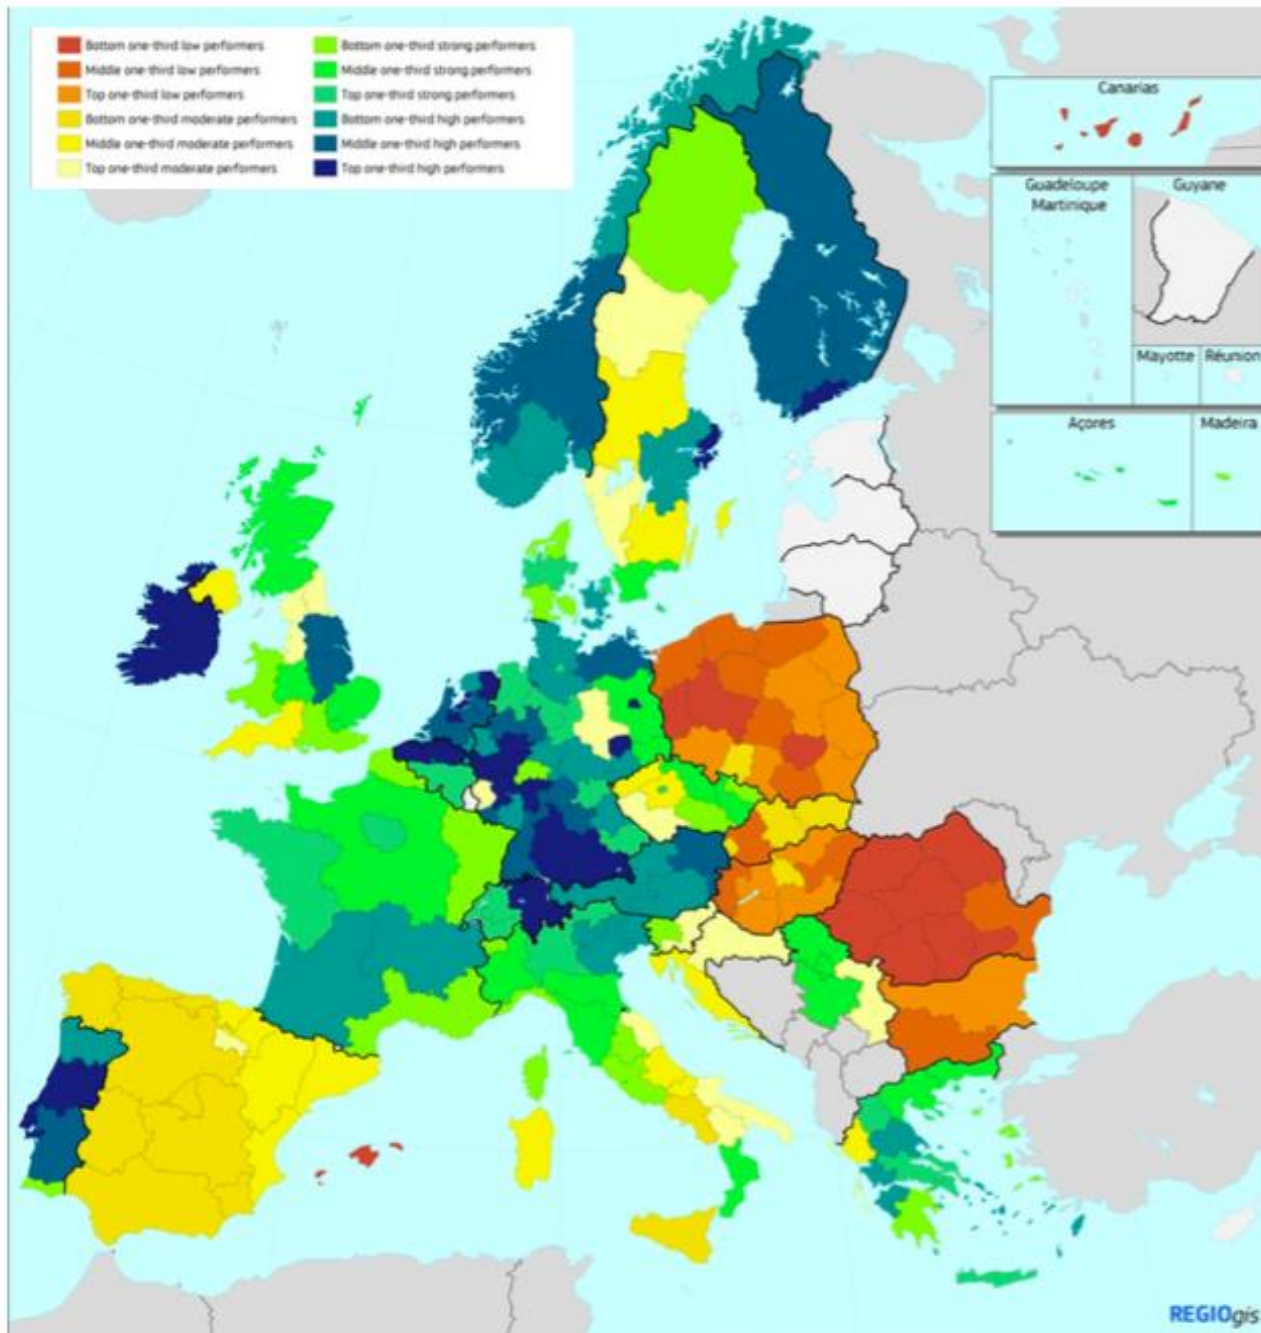 Bottom one-third low performers
Middle one-third low performers
Top one-third low performers
Bottom one-third moderate performers
Middle one-third moderate performers
Top one-third moderate performers
Bottom one-third strong performers
Middle one-third strong performers
Top one-third strong performers
Bottom one-third high performers
Middle one-third high performers
Top one-third high performers
Canarias
Guadeloupe
Martinique
Guyane
Mayotte
Réunion
Açores
Madeira
REGIOgis